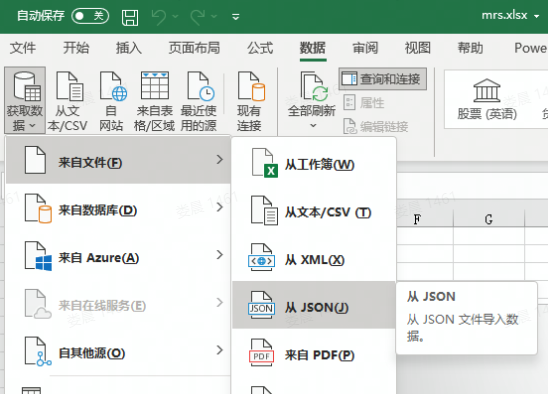 自动保存 关 mrs.xlsx
文件 开始 插入 页面布局 公式 数据 审阅 视图 帮助 Power
获取数据 从文本/CSV 自网站 来自表格/区域 最近使用的源 现有连接 全部刷新 查询和连接 属性 编辑链接 股票 (英语)
来自文件(F)
来自数据库(D)
来自 Azure(A)
来自在线服务(E)
自其他源(O)
从工作簿(W)
从文本/CSV (T)
从 XML(X)
JSON 从 JSON(J)
PDF 来自 PDF(P)
从 JSON
从 JSON 文件导入数
据。
F G